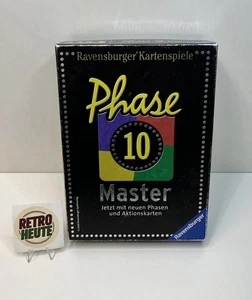 Ravensburger Kartenspiele
Phase
10
Master
Jetzt mit neuen Phasen
und Aktionskarten
Ravensburger
RETRO
HEUTE